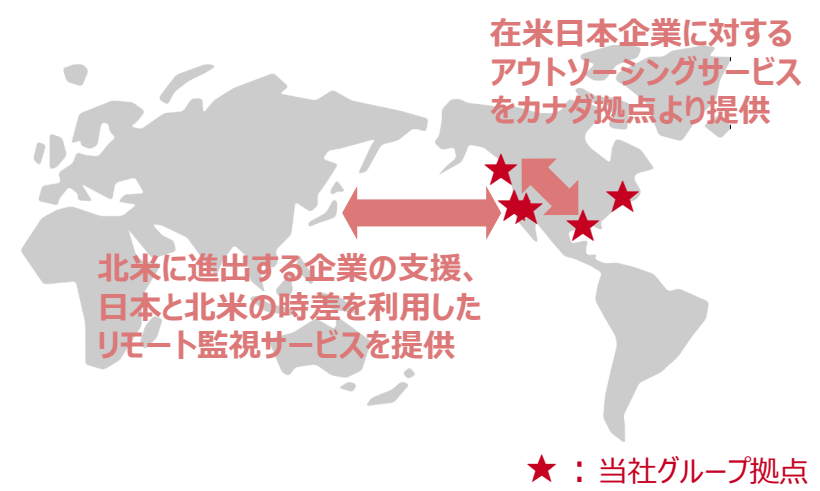 在米日本企業に対する
アウトソーシングサービス
をカナダ拠点より提供
北米に進出する企業の支援、
日本と北米の時差を利用した
リモート監視サービスを提供
★：当社グループ拠点